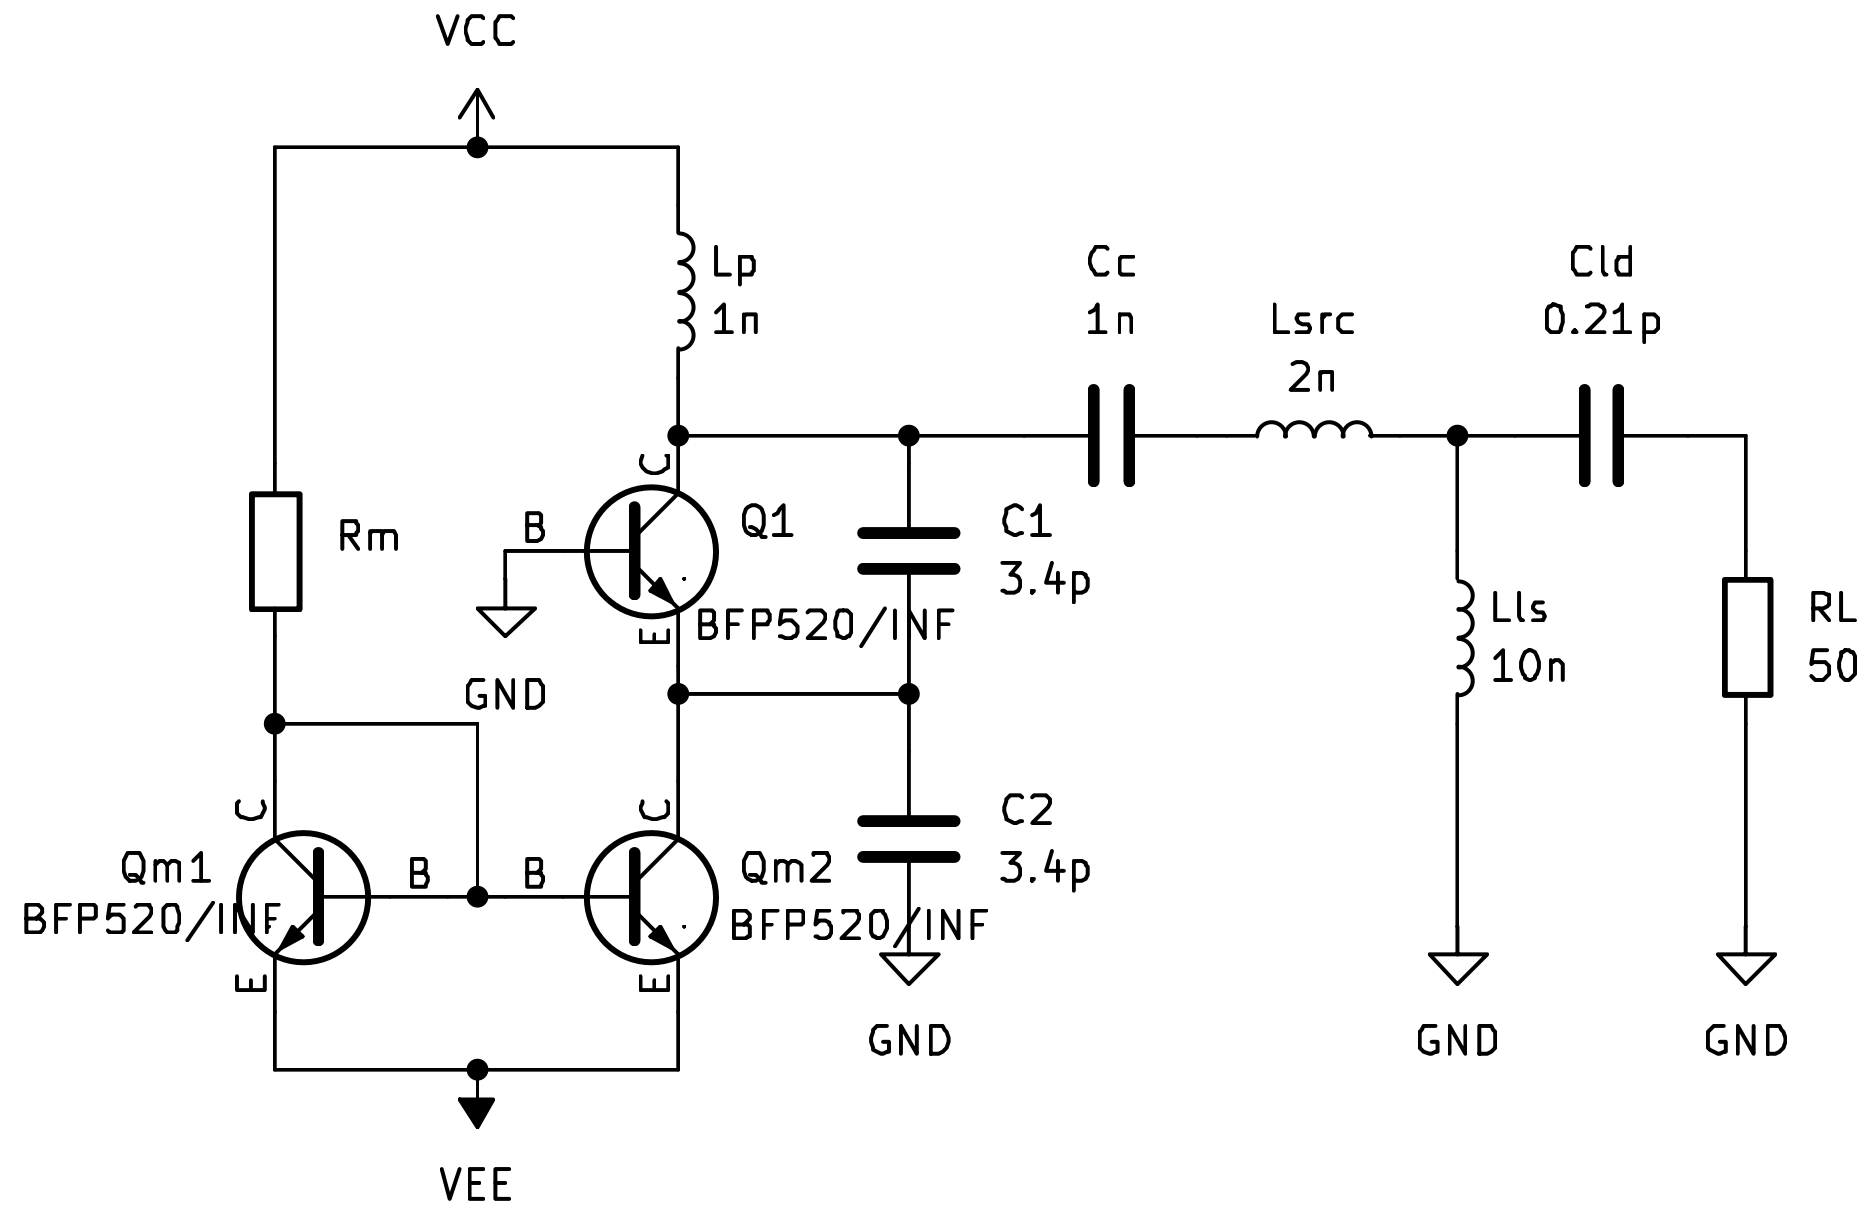 VCC
Lp
1n
Cc
1n
Lsrc
2n
Cld
0.21p
C
B
Q1
BFP520/INF
E
GND
Rm
C1
3.4p
Lls
10n
RL
50
C
Qm1
BFP520/INF
B
E
B
C
Qm2
BFP520/INF
E
C2
3.4p
GND
GND
GND
VEE